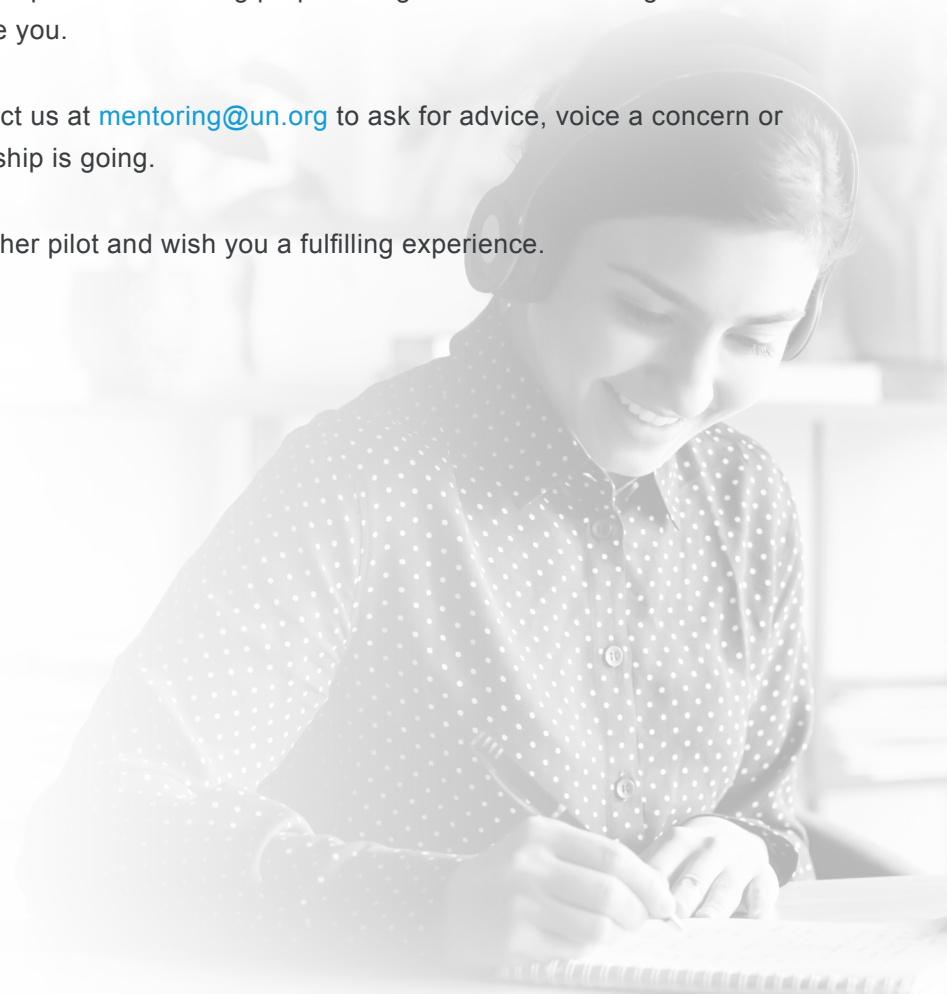 e you.
ct us at mentoring@un.org to ask for advice, voice a concern or
ship is going.
her pilot and wish you a fulfilling experience.